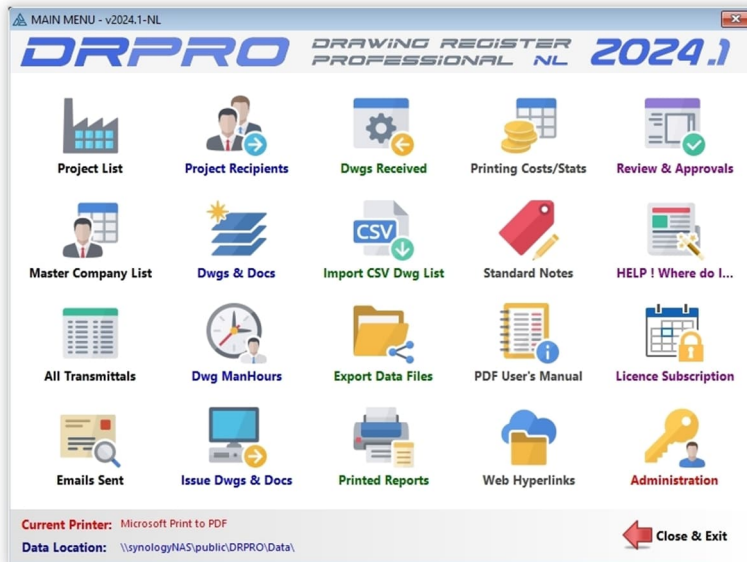 MAIN MENU - v2024.1-NL
DRPRO DRAWING REGISTER PROFESSIONAL NL 2024.1
Project List
Project Recipients
Dwgs Received
Printing Costs/Stats
Review & Approvals
Master Company List
Dwgs & Docs
CSV
Import CSV Dwg List
Standard Notes
HELP ! Where do I...
All Transmittals
Dwg ManHours
Export Data Files
PDF User's Manual
Licence Subscription
Emails Sent
Issue Dwgs & Docs
Printed Reports
Web Hyperlinks
Administration
Current Printer: Microsoft Print to PDF
Data Location: \\synologyNAS\public\DRPRO\Data\
Close & Exit